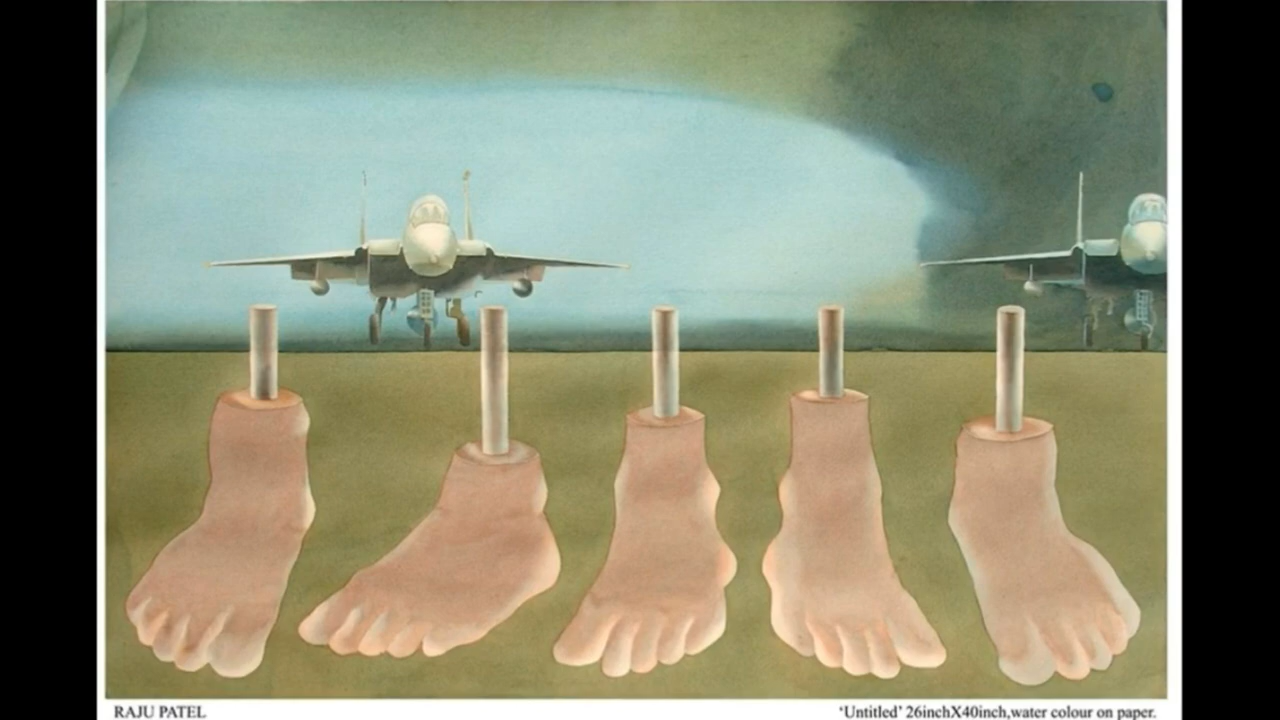 RAJU PATEL
‘Untitled’ 26inchX40inch,water colour on paper.